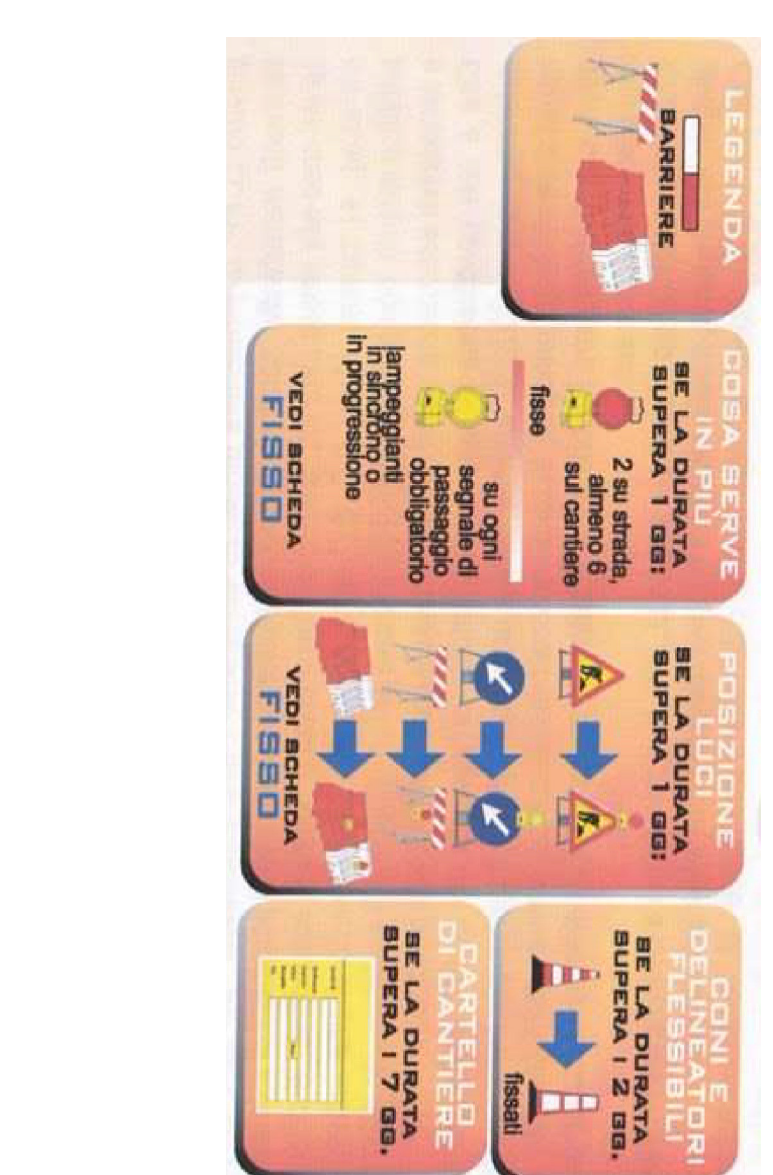 LEGENDA
BARRIERE
COSA SERVE
IN PIÙ
SE LA DURATA
SUPERA 1 GG:
2 su strada,
almeno 6
sul cantiere
fisse
su ogni
segnale di
passaggio
obbligatorio
lampeggianti
in sincrono o
in progressione
VEDI SCHEDA
FISSO
POSIZIONE
LUCI
SE LA DURATA
SUPERA 1 GG:
VEDI SCHEDA
FISSO
CONI E
DELINEATORI
FLESSIBILI
SE LA DURATA
SUPERA I 2 GG.
fissati
CARTELLO
DI CANTIERE
SE LA DURATA
SUPERA I 7 GG.